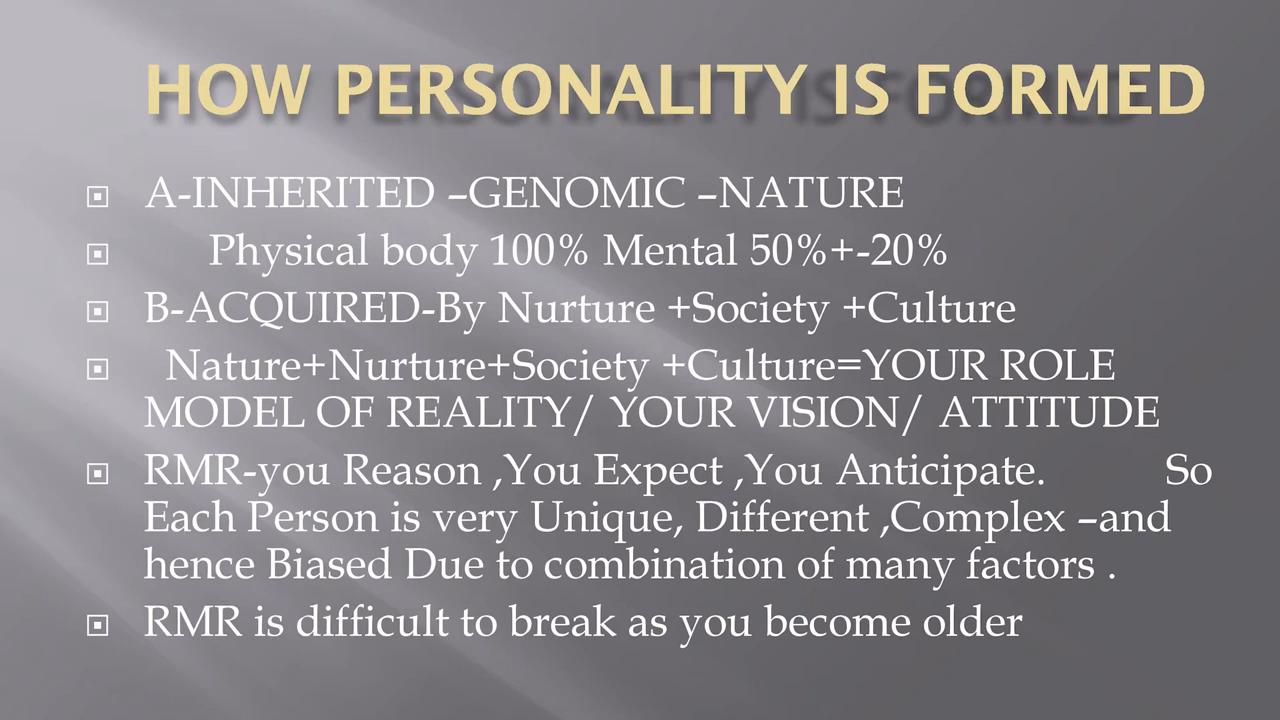 HOW PERSONALITY IS FORMED
A-INHERITED –GENOMIC –NATURE
Physical body 100% Mental 50%+-20%
B-ACQUIRED-By Nurture +Society +Culture
Nature+Nurture+Society +Culture=YOUR ROLE
MODEL OF REALITY/ YOUR VISION/ ATTITUDE
RMR-you Reason ,You Expect ,You Anticipate. So
Each Person is very Unique, Different ,Complex –and
hence Biased Due to combination of many factors .
RMR is difficult to break as you become older